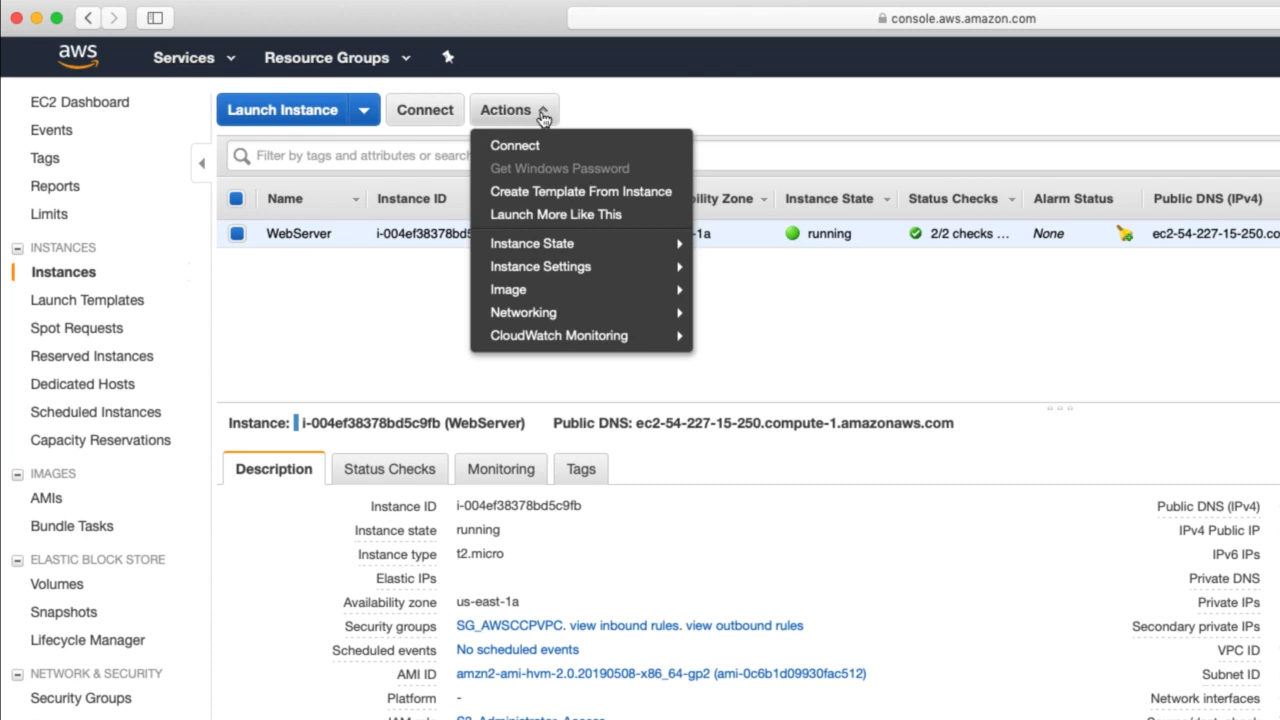 console.aws.amazon.com
aws
Services
Resource Groups
EC2 Dashboard
Events
Tags
Reports
Limits
INSTANCES
Instances
Launch Templates
Spot Requests
Reserved Instances
Dedicated Hosts
Scheduled Instances
Capacity Reservations
IMAGES
AMIs
Bundle Tasks
ELASTIC BLOCK STORE
Volumes
Snapshots
Lifecycle Manager
NETWORK & SECURITY
Security Groups
Launch Instance
Connect
Actions
Filter by tags and attributes or search
Connect
Get Windows Password
Create Template From Instance
Launch More Like This
Instance State
Instance Settings
Image
Networking
CloudWatch Monitoring
Name Instance ID ility Zone Instance State Status Checks Alarm Status Public DNS (IPv4)
WebServer i-004ef38378bd5 -1a running 2/2 checks ... None ec2-54-227-15-250.co
Instance: i-004ef38378bd5c9fb (WebServer) Public DNS: ec2-54-227-15-250.compute-1.amazonaws.com
Description Status Checks Monitoring Tags
Instance ID i-004ef38378bd5c9fb Public DNS (IPv4)
Instance state running IPv4 Public IP
Instance type t2.micro IPv6 IPs
Elastic IPs Private DNS
Availability zone us-east-1a Private IPs
Security groups SG_AWSCCPVPC. view inbound rules. view outbound rules Secondary private IPs
Scheduled events No scheduled events VPC ID
AMI ID amzn2-ami-hvm-2.0.20190508-x86_64-gp2 (ami-0c6b1d09930fac512) Subnet ID
Platform - Network interfaces
IAM role S3_Administrator_Access